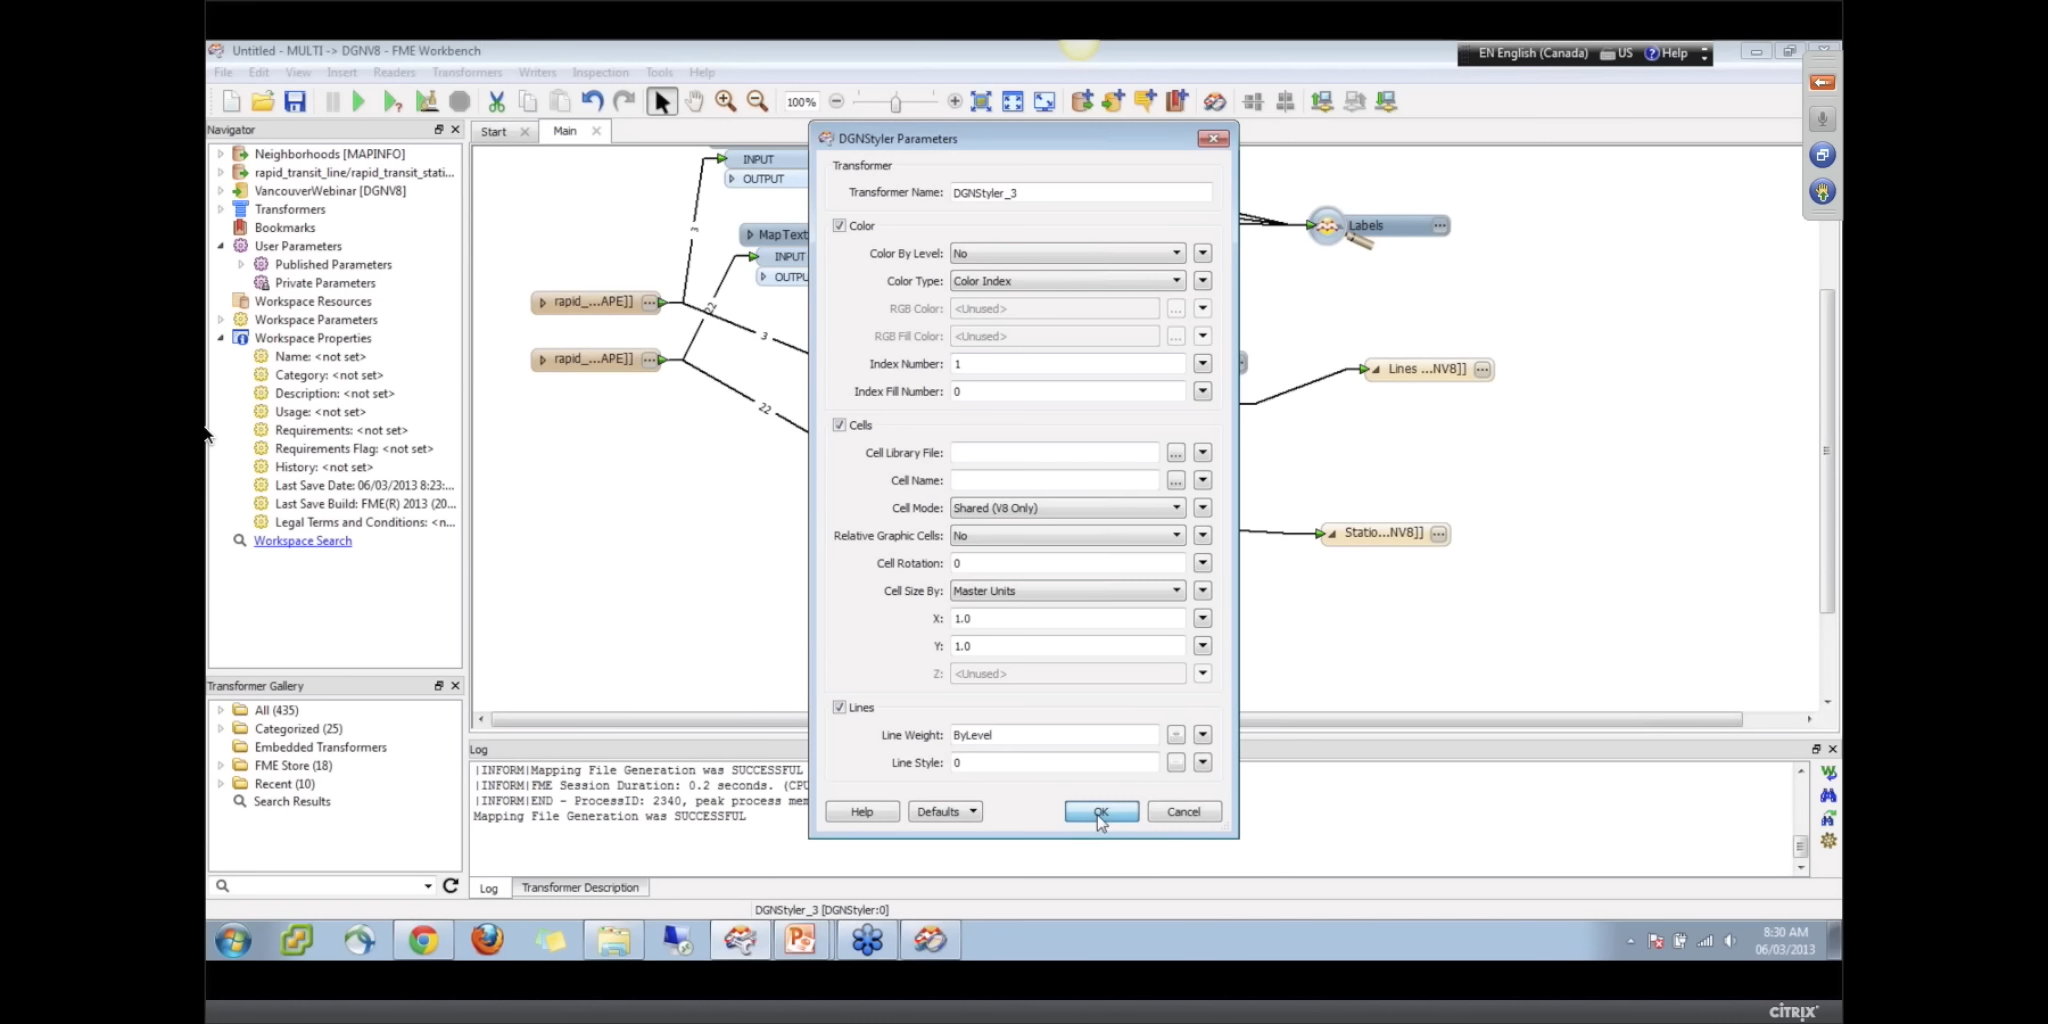 Untitled - MULTI -> DGNV8 - FME Workbench
EN English (Canada) US Help
File Edit View Insert Readers Transformers Writers Inspection Tools Help
100%
Navigator
Neighborhoods [MAPINFO]
rapid_transit_line/rapid_transit_stati...
VancouverWebinar [DGNV8]
Transformers
Bookmarks
User Parameters
Published Parameters
Private Parameters
Workspace Resources
Workspace Parameters
Workspace Properties
Name: <not set>
Category: <not set>
Description: <not set>
Usage: <not set>
Requirements: <not set>
Requirements Flag: <not set>
History: <not set>
Last Save Date: 06/03/2013 8:23:...
Last Save Build: FME(R) 2013 (20...
Legal Terms and Conditions: <n...
Workspace Search
Transformer Gallery
All (435)
Categorized (25)
Embedded Transformers
FME Store (18)
Recent (10)
Search Results
Start
Main
INPUT
OUTPUT
MapText
INPUT
OUTPU
rapid_...APE]]
rapid_...APE]]
3
22
3
22
Labels
Lines ...NV8]]
Statio...NV8]]
DGNStyler Parameters
Transformer
Transformer Name: DGNStyler_3
Color
Color By Level: No
Color Type: Color Index
RGB Color: <Unused>
RGB Fill Color: <Unused>
Index Number: 1
Index Fill Number: 0
Cells
Cell Library File:
Cell Name:
Cell Mode: Shared (V8 Only)
Relative Graphic Cells: No
Cell Rotation: 0
Cell Size By: Master Units
X: 1.0
Y: 1.0
Z: <Unused>
Lines
Line Weight: ByLevel
Line Style: 0
Help Defaults OK Cancel
Log
|INFORM|Mapping File Generation was SUCCESSFUL
|INFORM|FME Session Duration: 0.2 seconds. (CPU
|INFORM|END - ProcessID: 2340, peak process mem
Mapping File Generation was SUCCESSFUL
Log Transformer Description
DGNStyler_3 [DGNStyler:0]
8:30 AM
06/03/2013
CITRIX